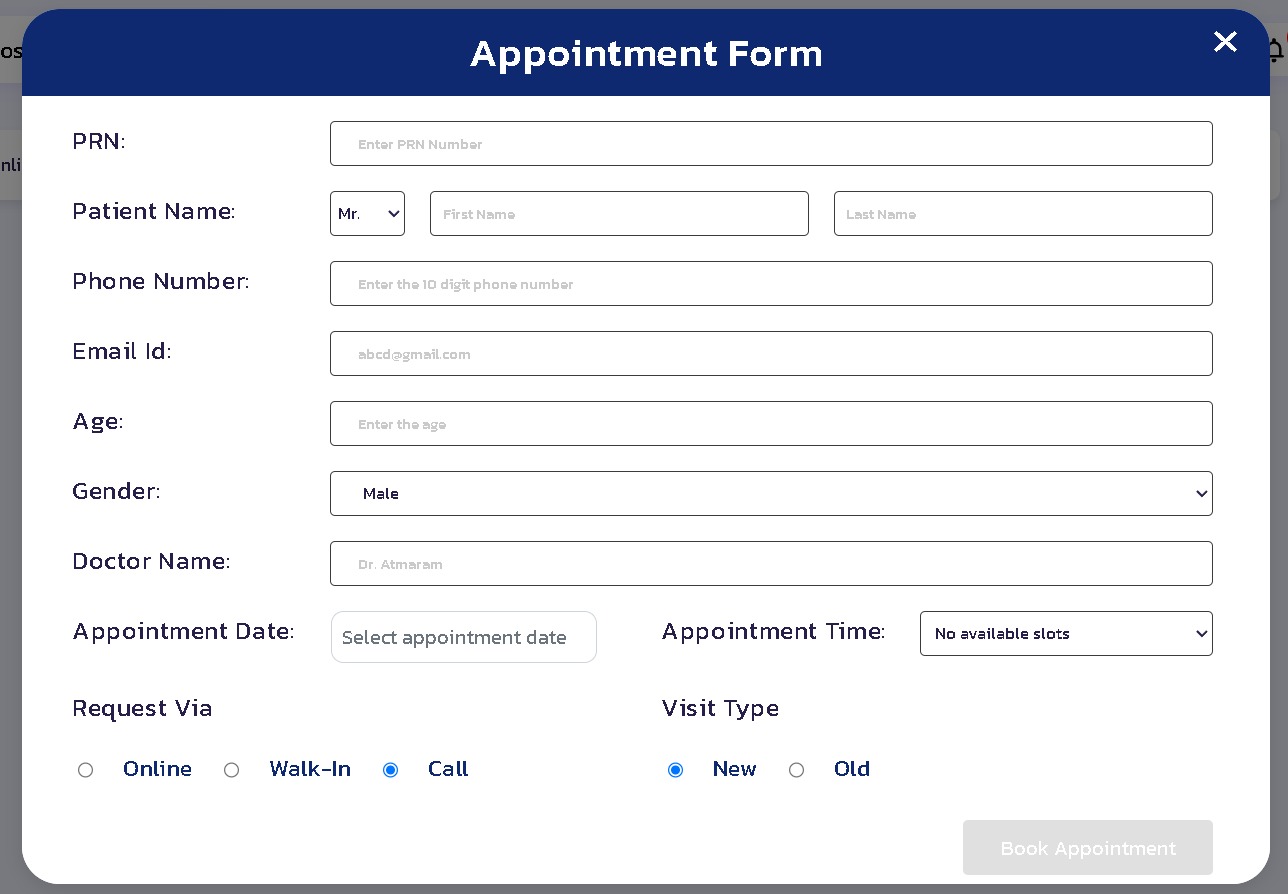 os
Appointment Form
nli
PRN:
Enter PRN Number
Patient Name:
Mr.
First Name
Last Name
Phone Number:
Enter the 10 digit phone number
Email Id:
abcd@gmail.com
Age:
Enter the age
Gender:
Male
Doctor Name:
Dr. Atmaram
Appointment Date:
Select appointment date
Appointment Time:
No available slots
Request Via
Visit Type
Online Walk-In Call
New Old
Book Appointment